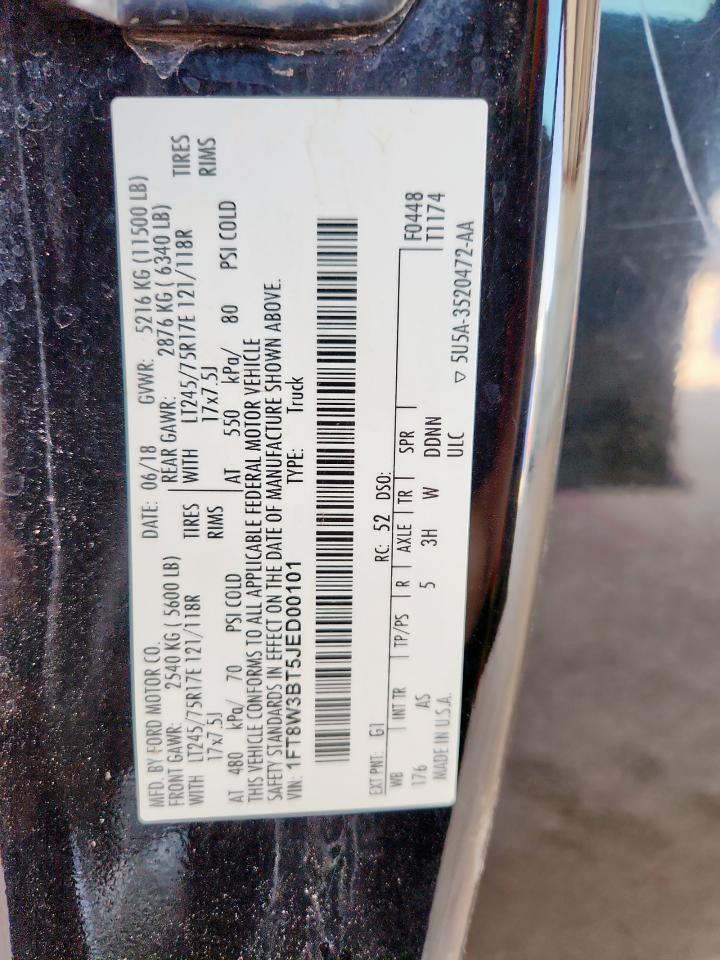 MFD. BY FORD MOTOR CO.
DATE: 06/18 GVWR: 5216 KG (11500 LB)
FRONT GAWR: 2540 KG ( 5600 LB)
REAR GAWR: 2876 KG ( 6340 LB)
WITH LT245/75R17E 121/118R TIRES
WITH LT245/75R17E 121/118R TIRES
17x7.5J RIMS
17x7.5J RIMS
AT 480 kPa/ 70 PSI COLD
AT 550 kPa/ 80 PSI COLD
THIS VEHICLE CONFORMS TO ALL APPLICABLE FEDERAL MOTOR VEHICLE
SAFETY STANDARDS IN EFFECT ON THE DATE OF MANUFACTURE SHOWN ABOVE.
VIN: 1FT8W3BT5JED00101 TYPE: Truck
EXT PNT: G1 RC: 52 DSO: F0448
WB INT TR TP/PS R AXLE TR SPR T1174
176 AS 5 3H W DDNN
MADE IN U.S.A. ULC ▽ 5U5A-3520472-AA